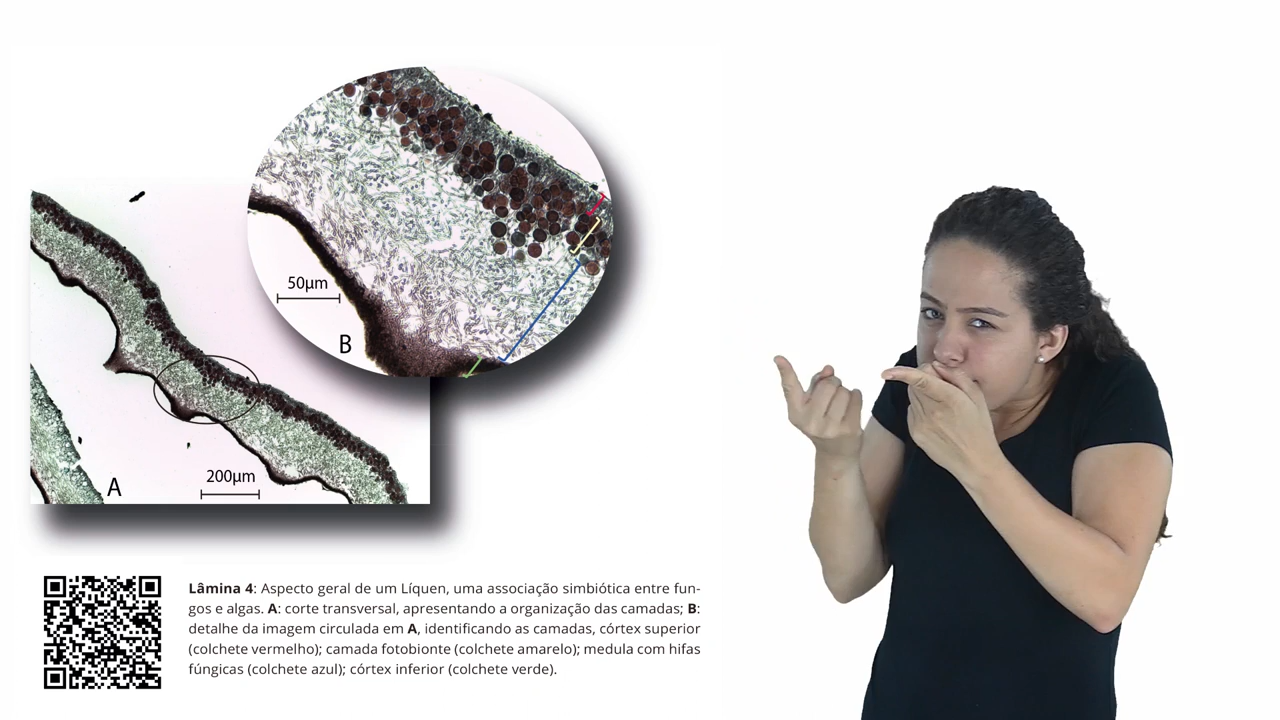 50µm
B
200µm
A
Lâmina 4: Aspecto geral de um Líquen, uma associação simbiótica entre fun-
gos e algas. A: corte transversal, apresentando a organização das camadas; B:
detalhe da imagem circulada em A, identificando as camadas, córtex superior
(colchete vermelho); camada fotobionte (colchete amarelo); medula com hifas
fúngicas (colchete azul); córtex inferior (colchete verde).